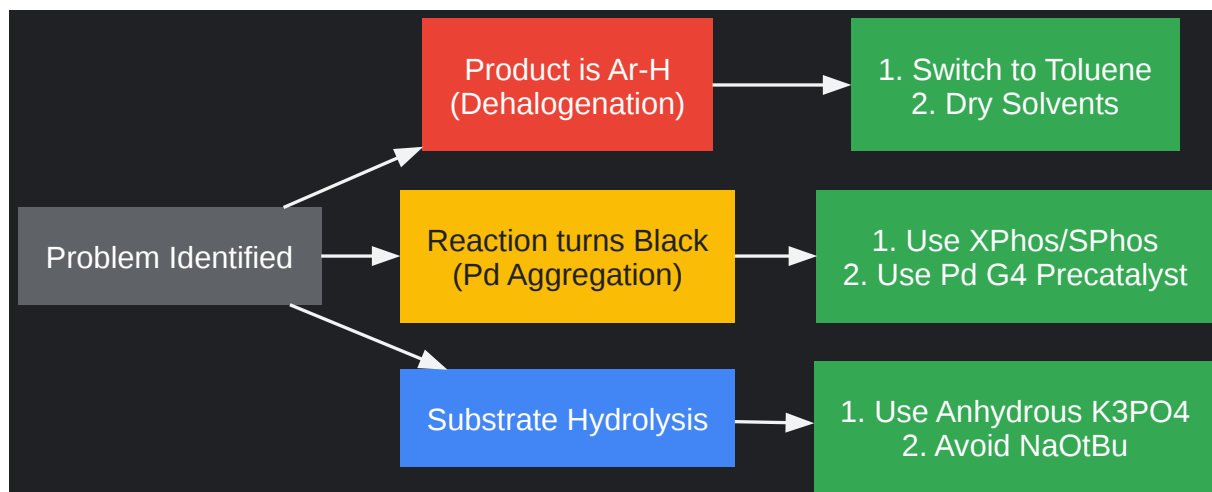 Product is Ar-H
(Dehalogenation)
1. Switch to Toluene
2. Dry Solvents
Problem Identified
Reaction turns Black
(Pd Aggregation)
1. Use XPhos/SPhos
2. Use Pd G4 Precatalyst
Substrate Hydrolysis
1. Use Anhydrous K3PO4
2. Avoid NaOtBu